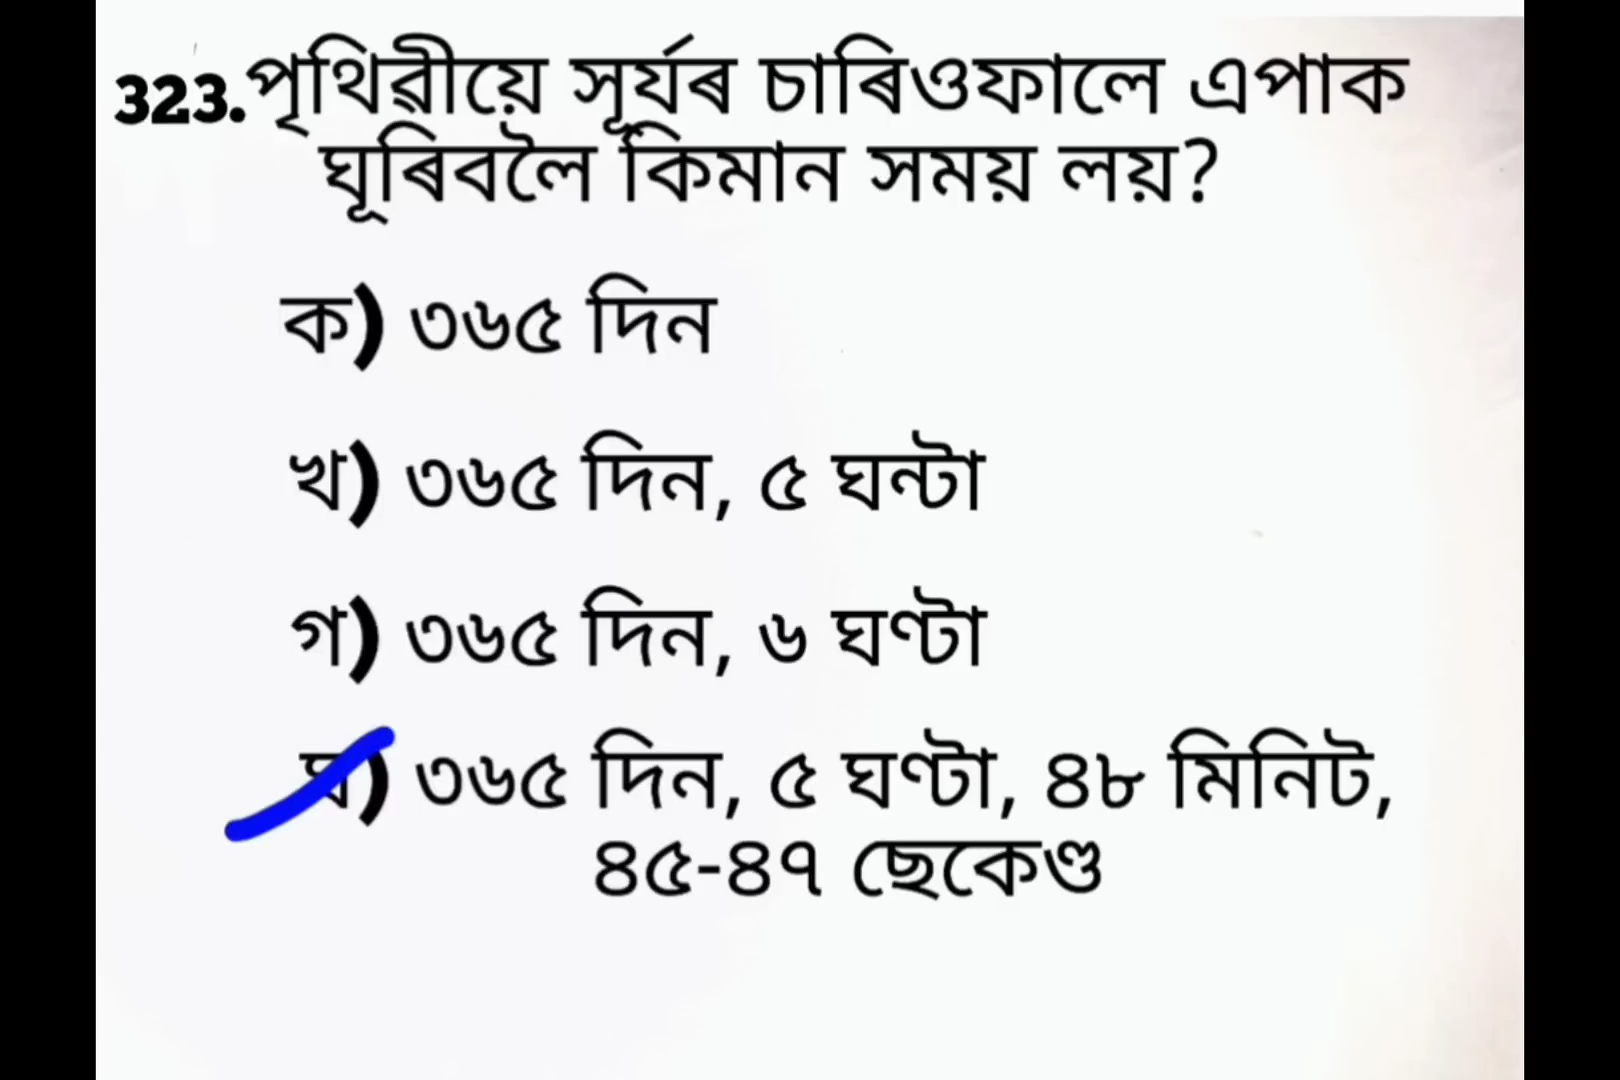 323.পৃথিৱীয়ে সূৰ্যৰ চাৰিওফালে এপাক
ঘূৰিবলৈ কিমান সময় লয়?
ক) ৩৬৫ দিন
খ) ৩৬৫ দিন, ৫ ঘন্টা
গ) ৩৬৫ দিন, ৬ ঘণ্টা
ঘ) ৩৬৫ দিন, ৫ ঘণ্টা, ৪৮ মিনিট,
৪৫-৪৭ ছেকেণ্ড